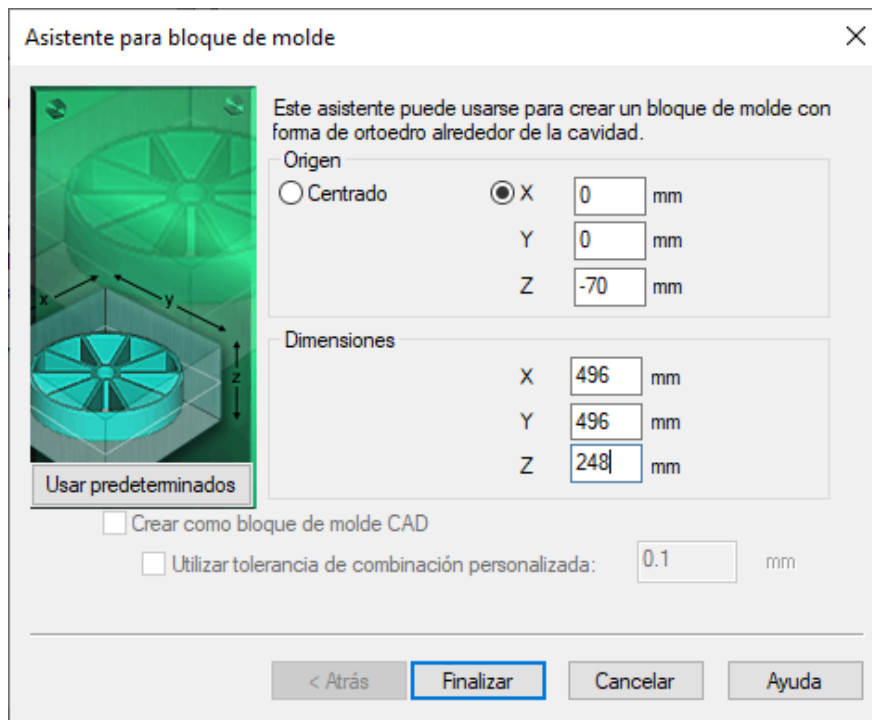 Asistente para bloque de molde
Este asistente puede usarse para crear un bloque de molde con
forma de ortoedro alrededor de la cavidad.
Origen
Centrado
X 0 mm
Y 0 mm
Z -70 mm
x y z
Dimensiones
X 496 mm
Y 496 mm
Z 248 mm
Usar predeterminados
Crear como bloque de molde CAD
Utilizar tolerancia de combinación personalizada: 0.1 mm
< Atrás Finalizar Cancelar Ayuda